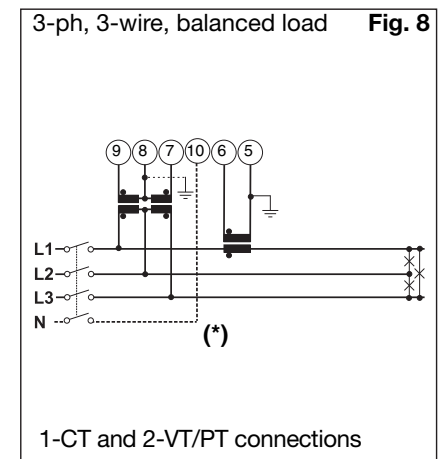 3-ph, 3-wire, balanced load Fig. 8
9 8 7 10 6 5
L1
L2
L3
N
(*)
1-CT and 2-VT/PT connections